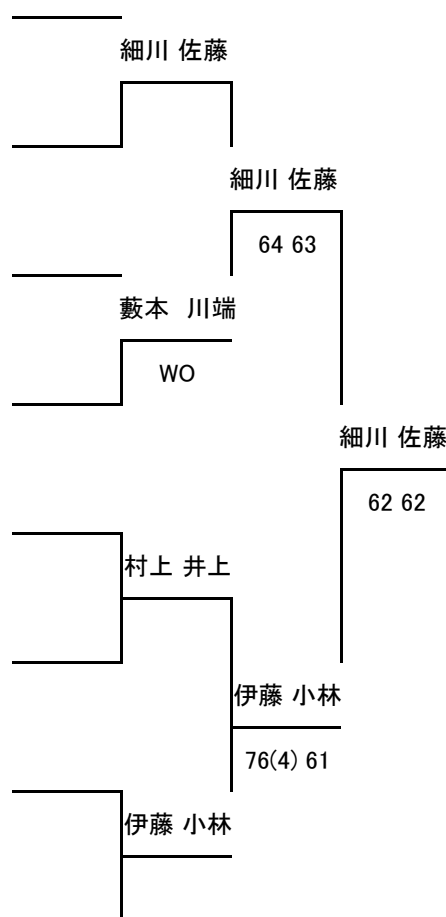 細川 佐藤
細川 佐藤
64 63
藪本 川端
WO
細川 佐藤
62 62
村上 井上
伊藤 小林
76(4) 61
伊藤 小林